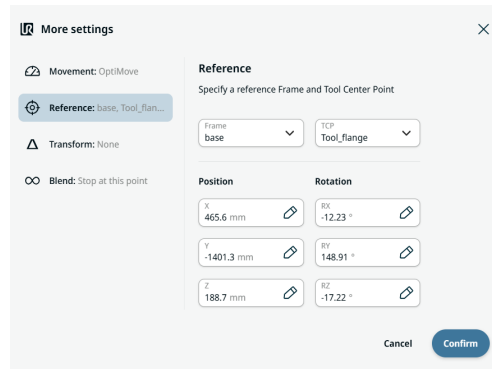 More settings
Movement: OptiMove
Reference: base, Tool_flan...
Transform: None
Blend: Stop at this point
Reference
Specify a reference Frame and Tool Center Point
Frame
base
TCP
Tool_flange
Position
Rotation
X
465.6 mm
RX
-12.23 °
Y
-1401.3 mm
RY
148.91 °
Z
188.7 mm
RZ
-17.22 °
Cancel
Confirm